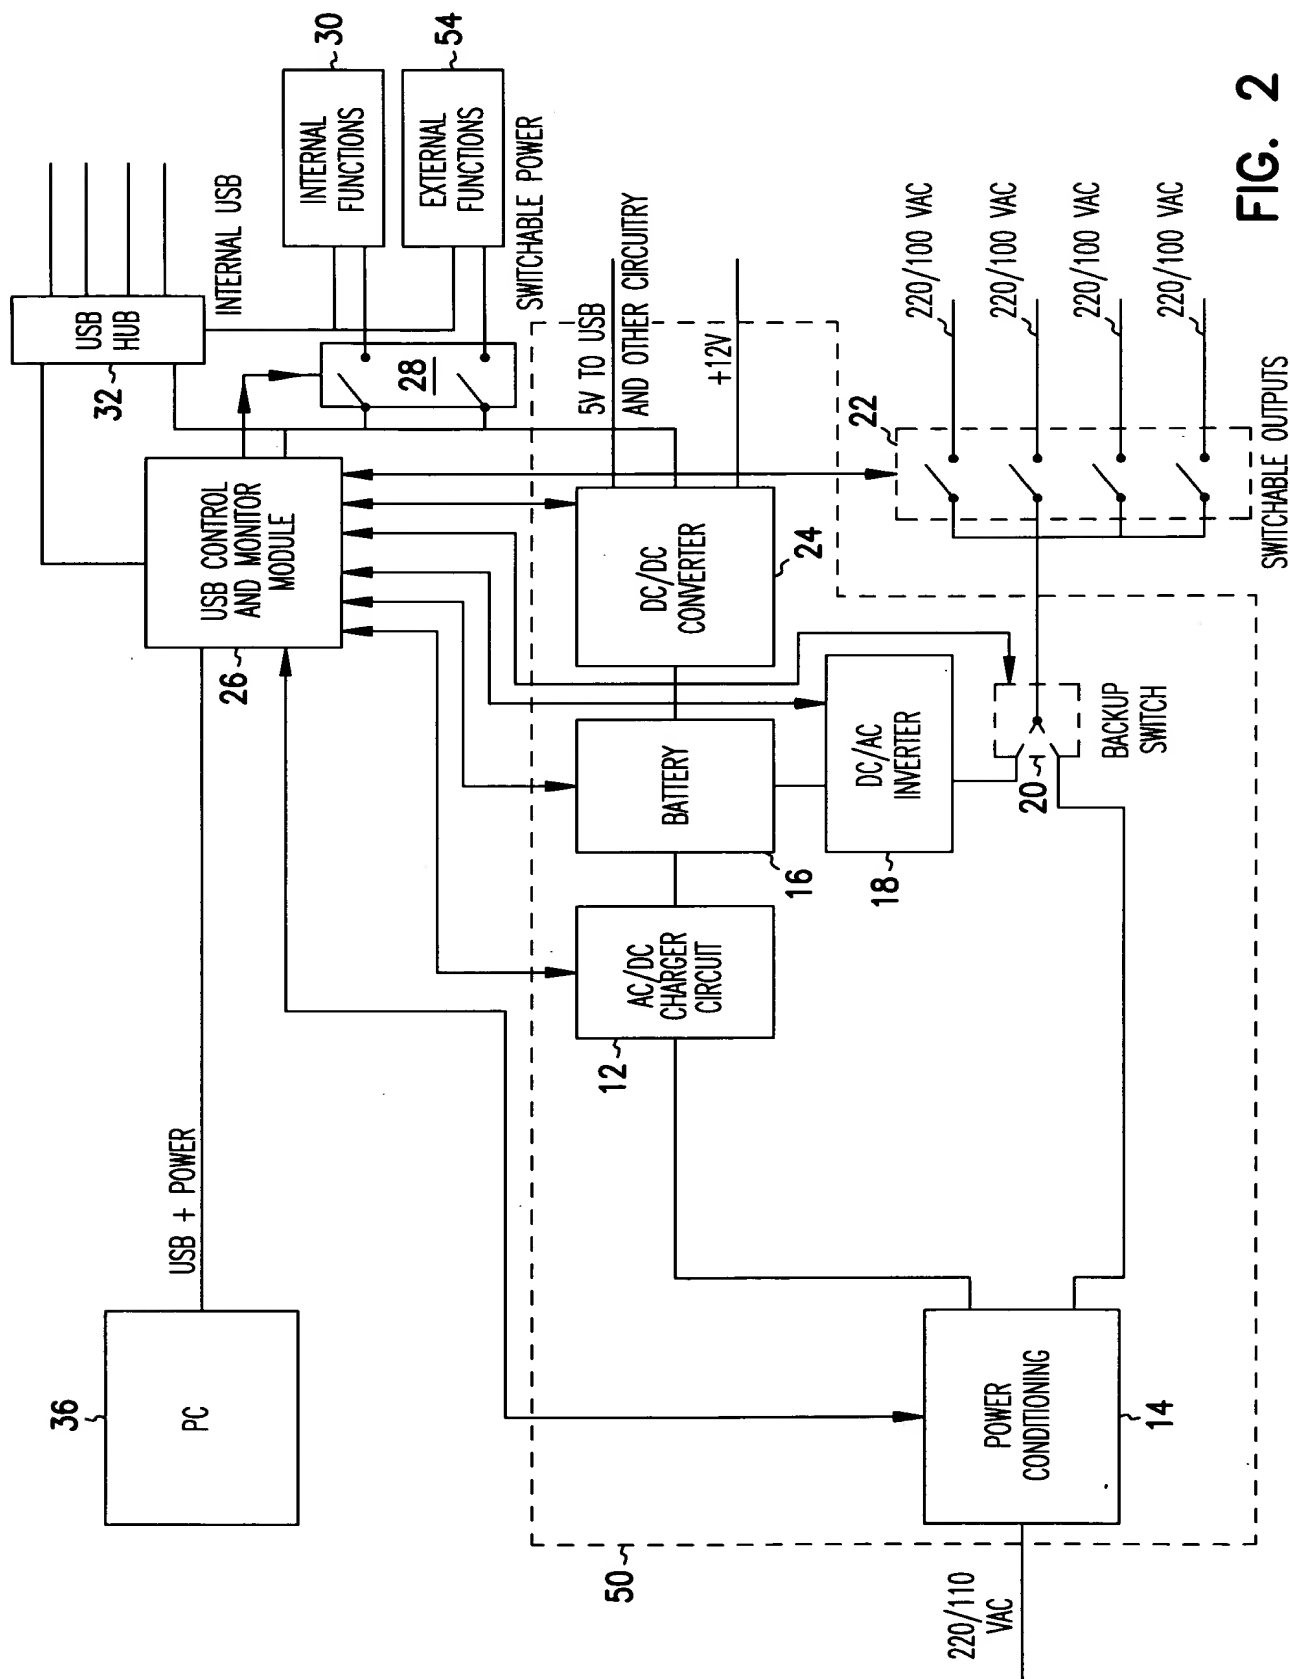 36
PC
USB + POWER
26
USB CONTROL
AND MONITOR
MODULE
32
USB
HUB
INTERNAL USB
28
INTERNAL
FUNCTIONS
30
EXTERNAL
FUNCTIONS
54
SWITCHABLE POWER
50
12
AC/DC
CHARGER
CIRCUIT
BATTERY
16
DC/DC
CONVERTER
24
5V TO USB
AND OTHER CIRCUITRY
+12V
18
DC/AC
INVERTER
20
BACKUP
SWITCH
22
220/100 VAC
220/100 VAC
220/100 VAC
220/100 VAC
SWITCHABLE OUTPUTS
220/110
VAC
POWER
CONDITIONING
14
FIG. 2